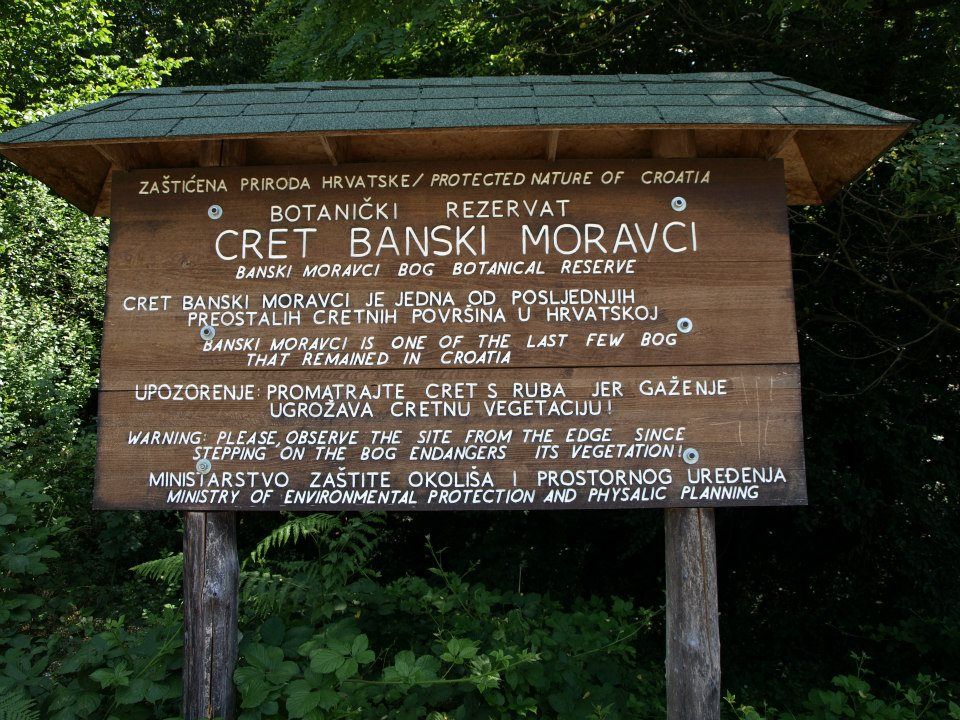 ZAŠTIĆENA PRIRODA HRVATSKE / PROTECTED NATURE OF CROATIA
BOTANIČKI REZERVAT
CRET BANSKI MORAVCI
BANSKI MORAVCI BOG BOTANICAL RESERVE
CRET BANSKI MORAVCI JE JEDNA OD POSLJEDNJIH
PREOSTALIH CRETNIH POVRŠINA U HRVATSKOJ
BANSKI MORAVCI IS ONE OF THE LAST FEW BOG
THAT REMAINED IN CROATIA
UPOZORENJE: PROMATRAJTE CRET S RUBA JER GAŽENJE
UGROŽAVA CRETNU VEGETACIJU!
WARNING: PLEASE, OBSERVE THE SITE FROM THE EDGE SINCE
STEPPING ON THE BOG ENDANGERS ITS VEGETATION!
MINISTARSTVO ZAŠTITE OKOLIŠA I PROSTORNOG UREĐENJA
MINISTRY OF ENVIRONMENTAL PROTECTION AND PHYSALIC PLANNING